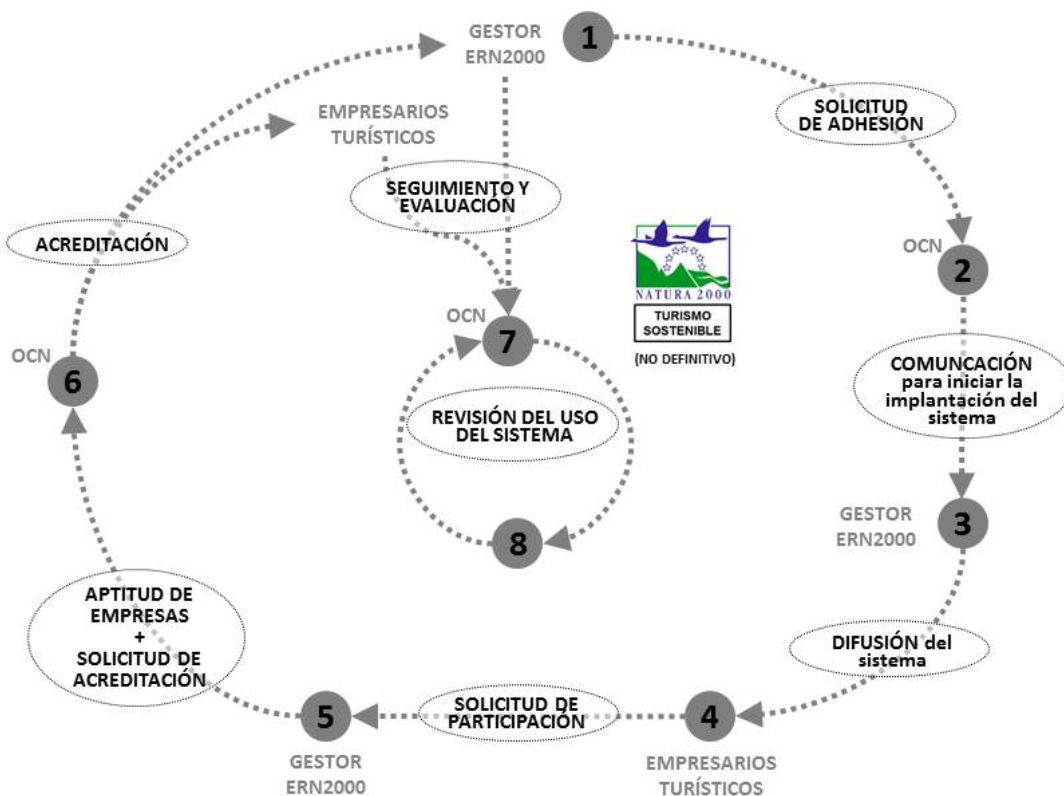 GESTOR
ERN2000
1
SOLICITUD
DE ADHESIÓN
OCN
2
COMUNCACIÓN
para iniciar la
implantación del
sistema
GESTOR
ERN2000
3
DIFUSIÓN del
sistema
4
EMPRESARIOS
TURÍSTICOS
SOLICITUD DE
PARTICIPACIÓN
5
GESTOR
ERN2000
APTITUD DE
EMPRESAS
+
SOLICITUD DE
ACREDITACIÓN
OCN
6
ACREDITACIÓN
EMPRESARIOS
TURÍSTICOS
SEGUIMIENTO Y
EVALUACIÓN
OCN
7
REVISIÓN DEL USO
DEL SISTEMA
8
NATURA 2000
TURISMO
SOSTENIBLE
(NO DEFINITIVO)